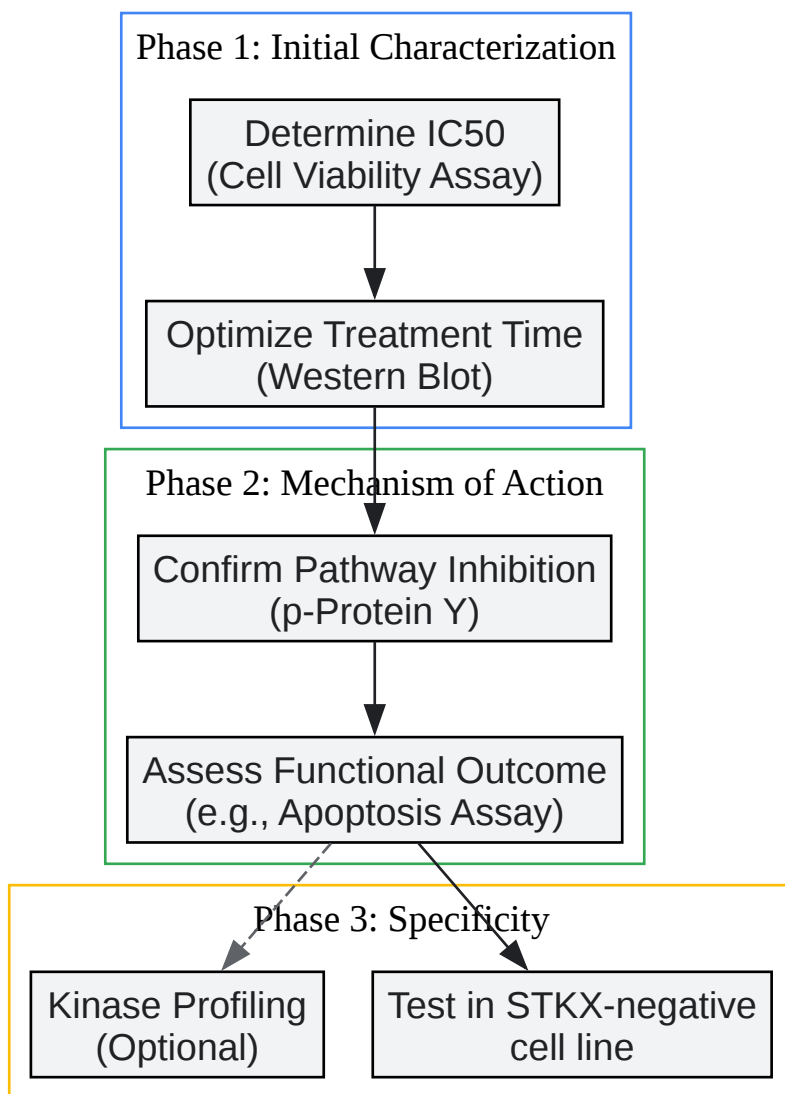 Phase 1: Initial Characterization
Determine IC50
(Cell Viability Assay)
Optimize Treatment Time
(Western Blot)
Phase 2: Mechanism of Action
Confirm Pathway Inhibition
(p-Protein Y)
Assess Functional Outcome
(e.g., Apoptosis Assay)
Phase 3: Specificity
Kinase Profiling
(Optional)
Test in STKX-negative
cell line